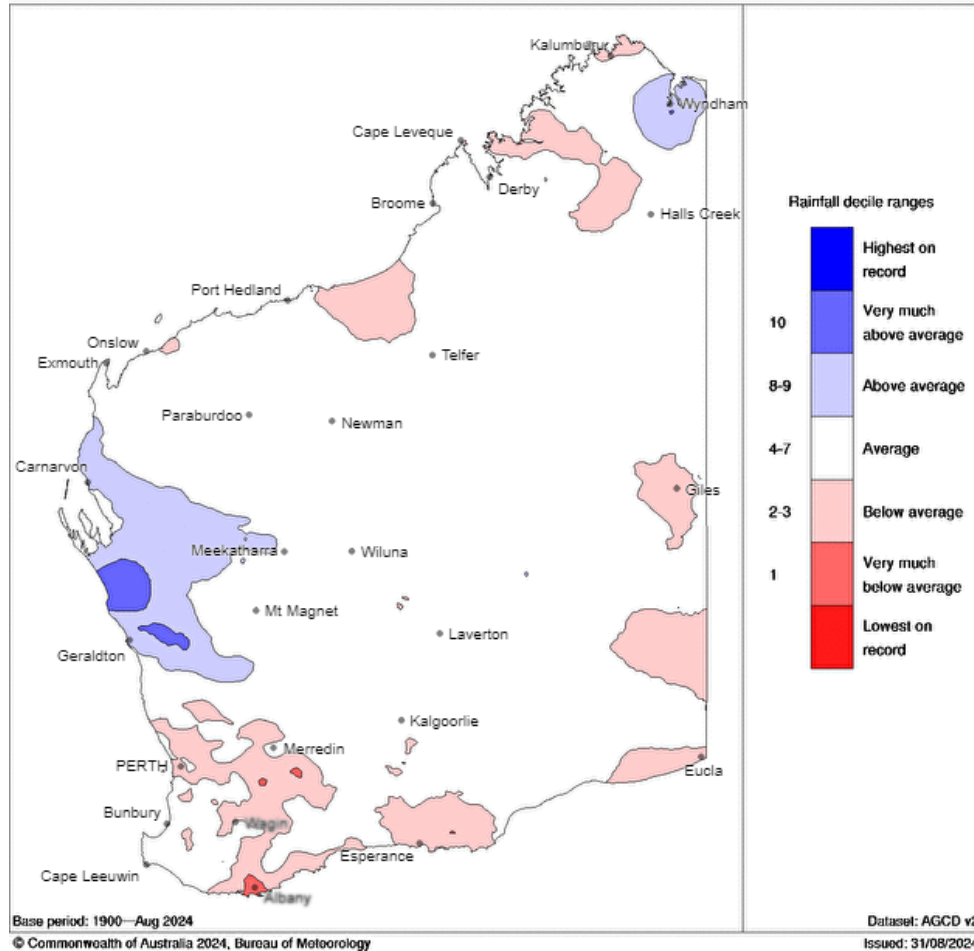 Kalumburu
Wyndham
Cape Leveque
Derby
Broome
Halls Creek
Port Hedland
Onslow
Exmouth
Telfer
Paraburdoo
Newman
Carnarvon
Giles
Meekatharra
Wiluna
Mt Magnet
Laverton
Geraldton
Kalgoorlie
Merredin
PERTH
Eucla
Bunbury
Wagin
Esperance
Cape Leeuwin
Albany
Rainfall decile ranges
Highest on
record
10
Very much
above average
8-9
Above average
4-7
Average
2-3
Below average
1
Very much
below average
Lowest on
record
Base period: 1900—Aug 2024
Dataset: AGCD v2
© Commonwealth of Australia 2024, Bureau of Meteorology
Issued: 31/08/2024